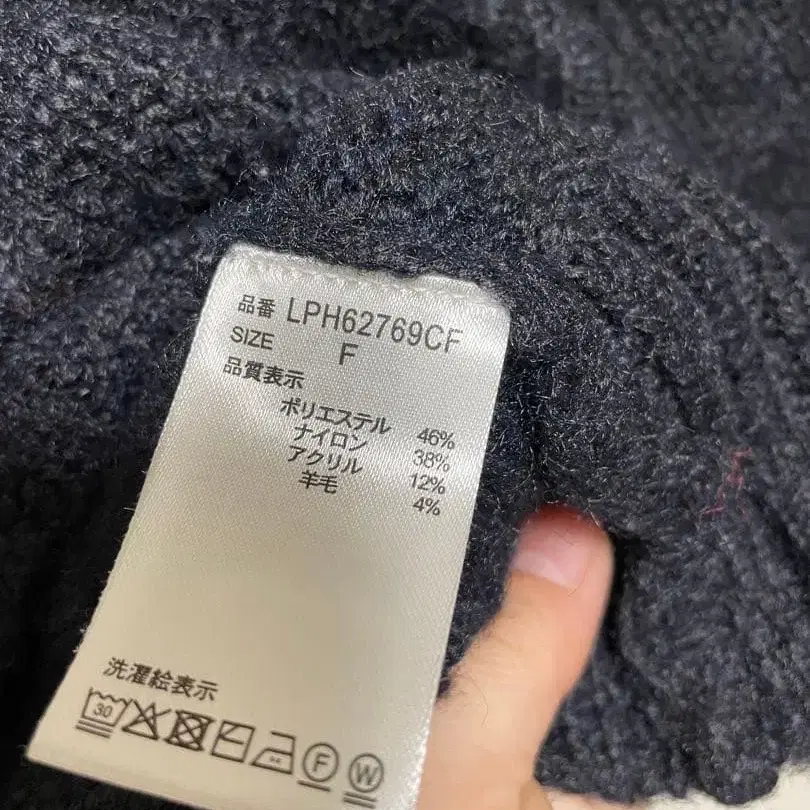 品番 LPH62769CF
SIZE F
品質表示
ポリエステル 46%
ナイロン 38%
アクリル 12%
羊毛 4%
洗濯絵表示
30
F W